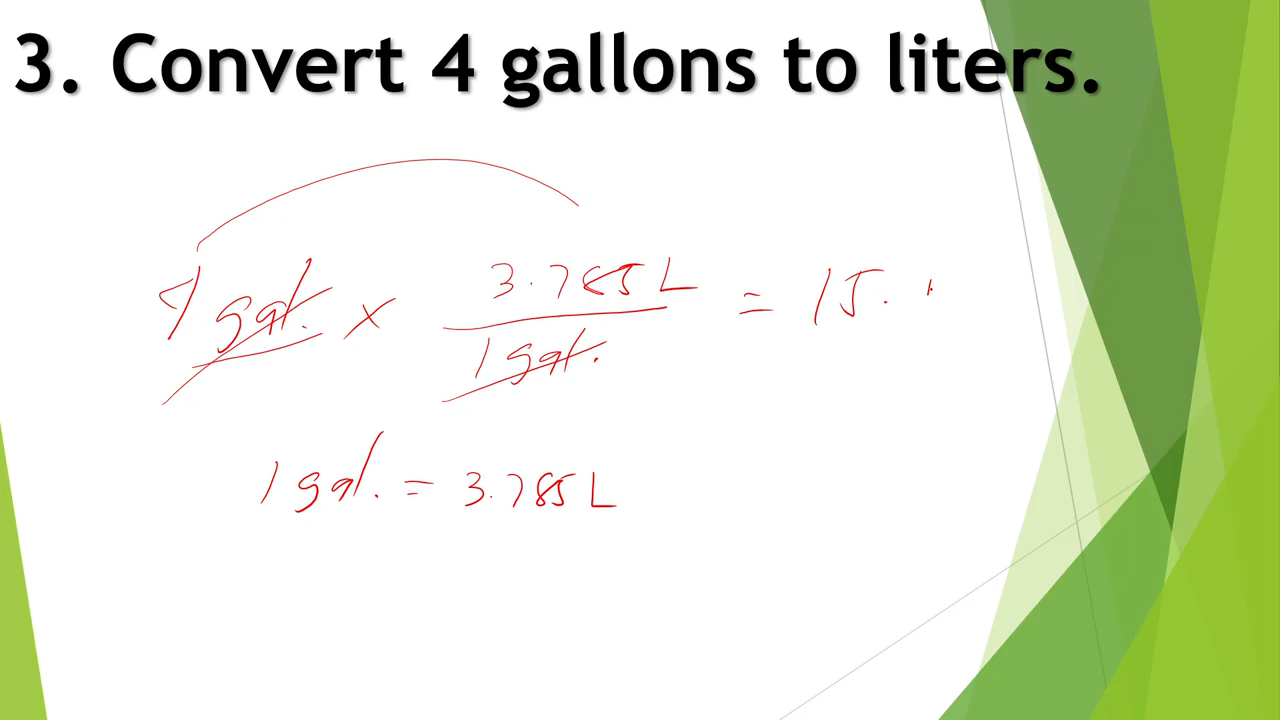 3. Convert 4 gallons to liters.
4 gal. × 3.785 L / 1 gal. = 15.
1 gal. = 3.785 L